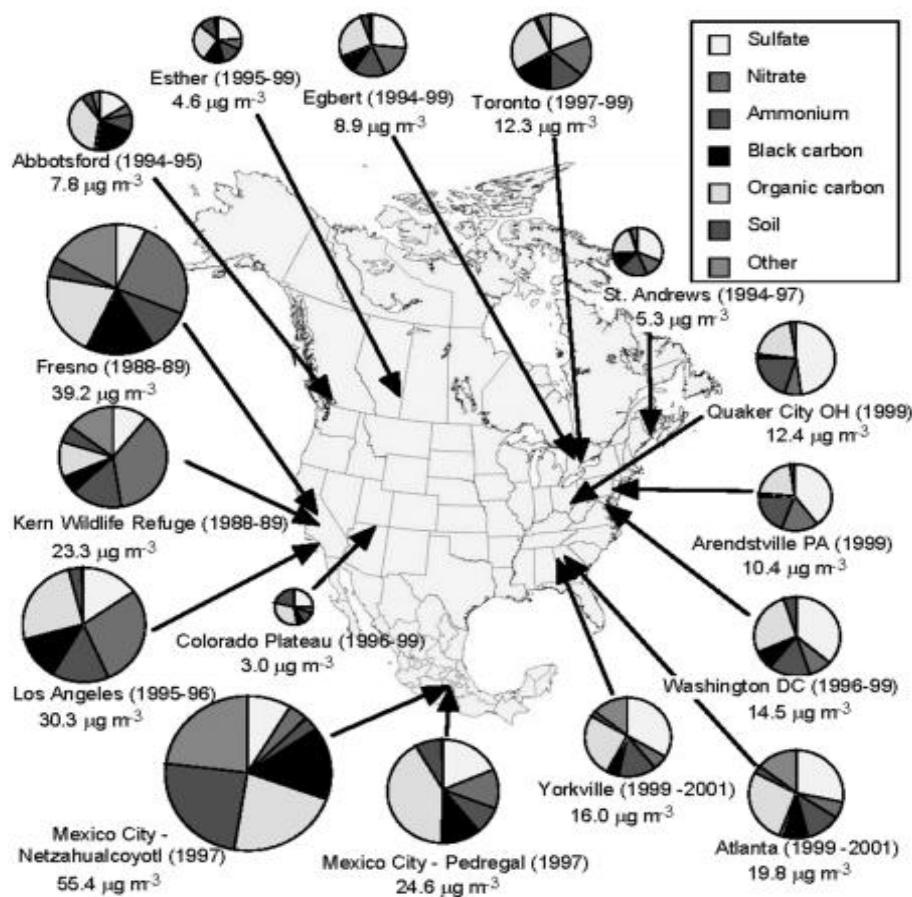 Esther (1995-99)
4.6 µg m-3
Egbert (1994-99)
8.9 µg m-3
Toronto (1997-99)
12.3 µg m-3
Sulfate
Nitrate
Ammonium
Black carbon
Organic carbon
Soil
Other
Abbotsford (1994-95)
7.8 µg m-3
St. Andrews (1994-97)
5.3 µg m-3
Fresno (1988-89)
39.2 µg m-3
Quaker City OH (1999)
12.4 µg m-3
Kern Wildlife Refuge (1988-89)
23.3 µg m-3
Arendstville PA (1999)
10.4 µg m-3
Colorado Plateau (1996-99)
3.0 µg m-3
Los Angeles (1995-96)
30.3 µg m-3
Washington DC (1996-99)
14.5 µg m-3
Yorkville (1999 -2001)
16.0 µg m-3
Mexico City -
Netzahualcoyotl (1997)
55.4 µg m-3
Mexico City - Pedregal (1997)
24.6 µg m-3
Atlanta (1999 -2001)
19.8 µg m-3